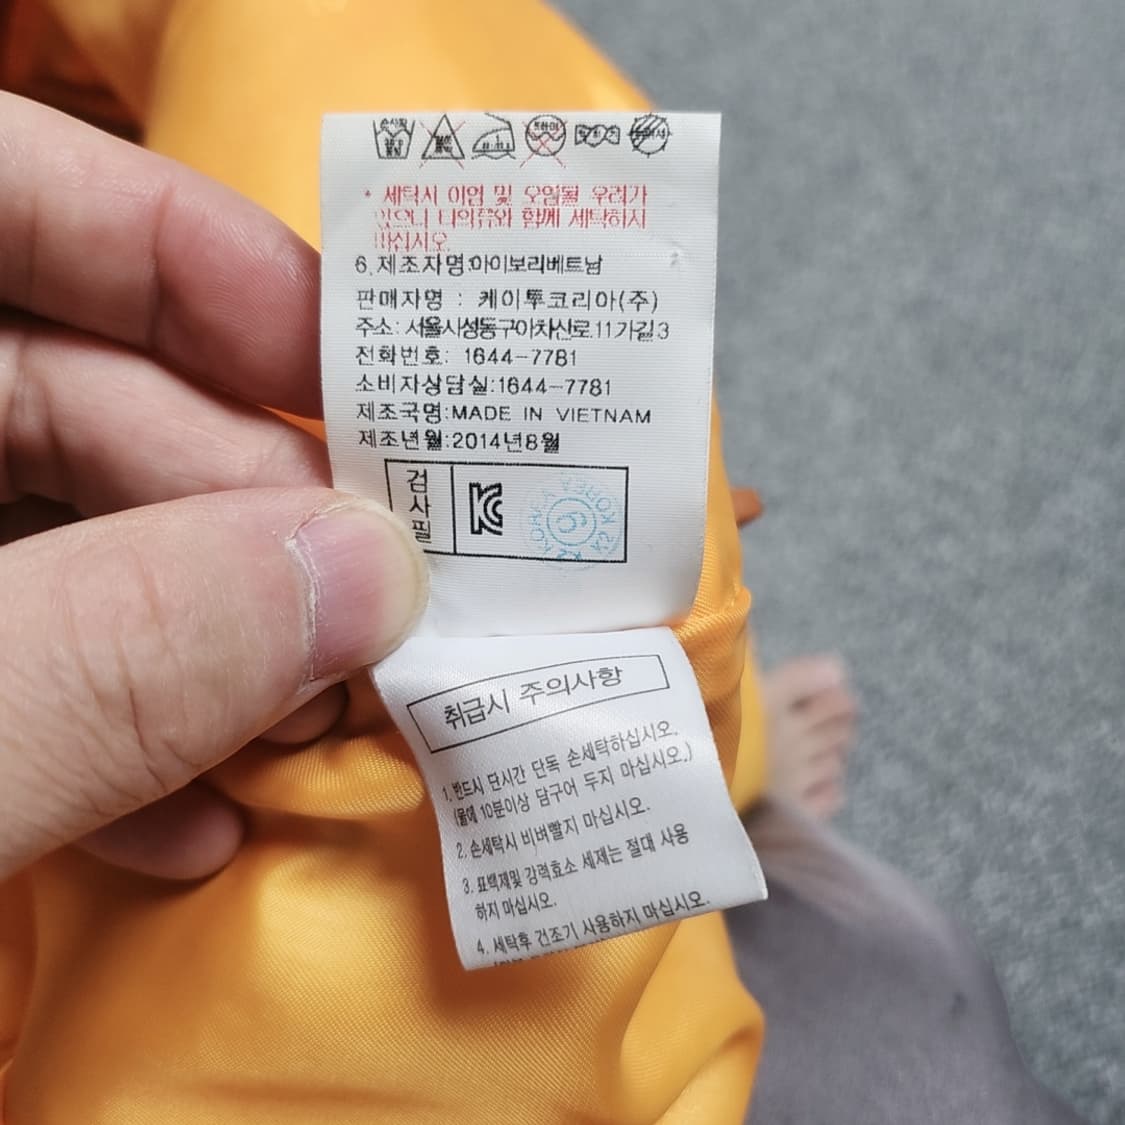 * 세탁시 이염 및 오염될 우려가
있으니 타의류와 함께 세탁하지
마십시오.
6.제조자명:아이보리베트남
판매자명 : 케이투코리아(주)
주소: 서울시성동구아차산로.11가길3
전화번호: 1644-7781
소비자상담실:1644-7781
제조국명:MADE IN VIETNAM
제조년월:2014년8월
검사필
KC
K2 KOREA
6
취급시 주의사항
1. 반드시 단시간 단독 손세탁하십시오.
(물에 10분이상 담구어 두지 마십시오.)
2. 손세탁시 비벼빨지 마십시오.
3. 표백제및 강력효소 세제는 절대 사용
하지 마십시오.
4. 세탁후 건조기 사용하지 마십시오.